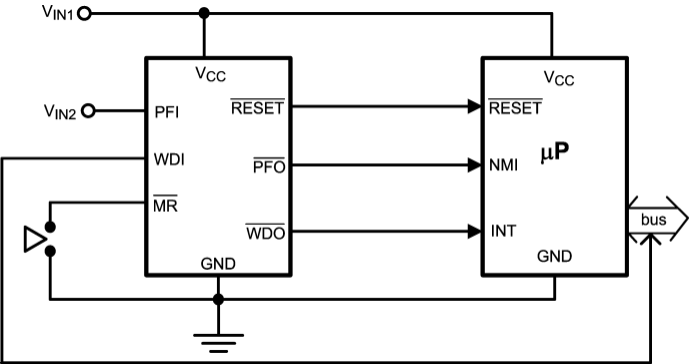 VIN1
VCC
VCC
VIN2
PFI
RESET
RESET
μP
WDI
PFO
NMI
MR
bus
WDO
INT
GND
GND